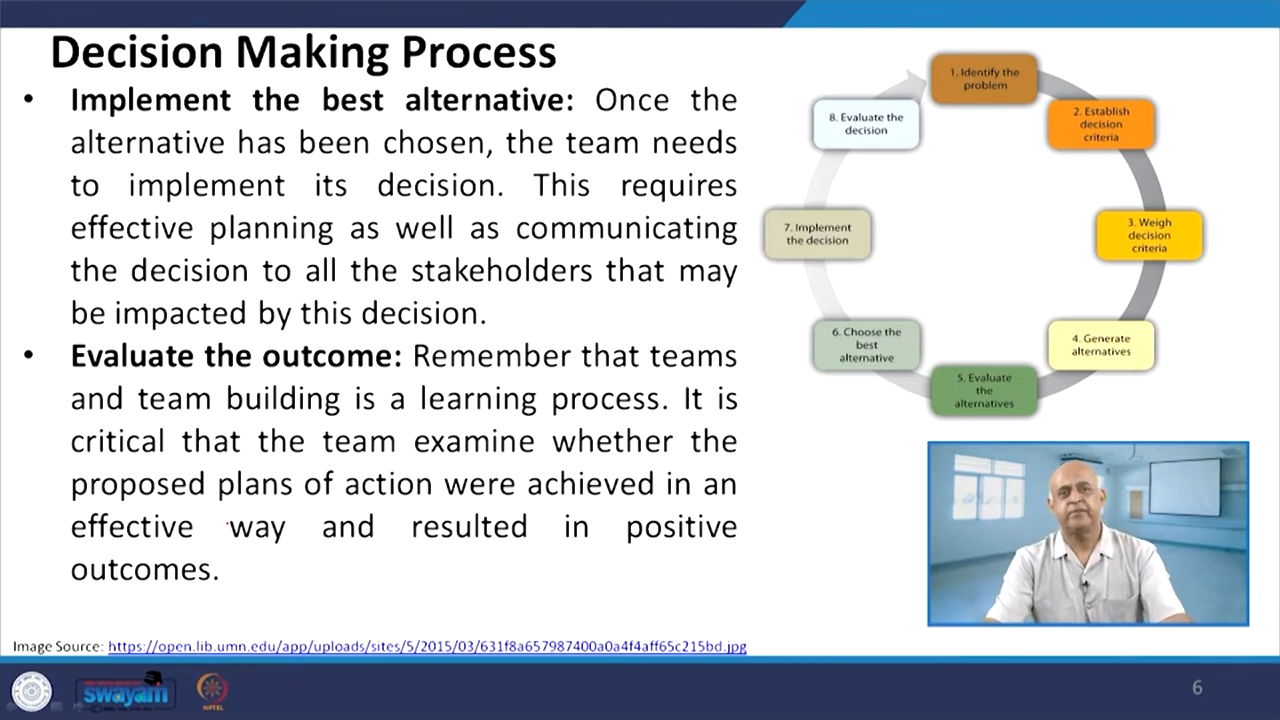 Decision Making Process
• Implement the best alternative: Once the
alternative has been chosen, the team needs
to implement its decision. This requires
effective planning as well as communicating
the decision to all the stakeholders that may
be impacted by this decision.
• Evaluate the outcome: Remember that teams
and team building is a learning process. It is
critical that the team examine whether the
proposed plans of action were achieved in an
effective way and resulted in positive
outcomes.
1. Identify the
problem
2. Establish
decision
criteria
3. Weigh
decision
criteria
4. Generate
alternatives
5. Evaluate
the
alternatives
6. Choose the
best
alternative
7. Implement
the decision
8. Evaluate the
decision
Image Source: https://open.lib.umn.edu/app/uploads/sites/5/2015/03/631f8a657987400a0a4f4aff65c215bd.jpg
swayam
NPTEL
6